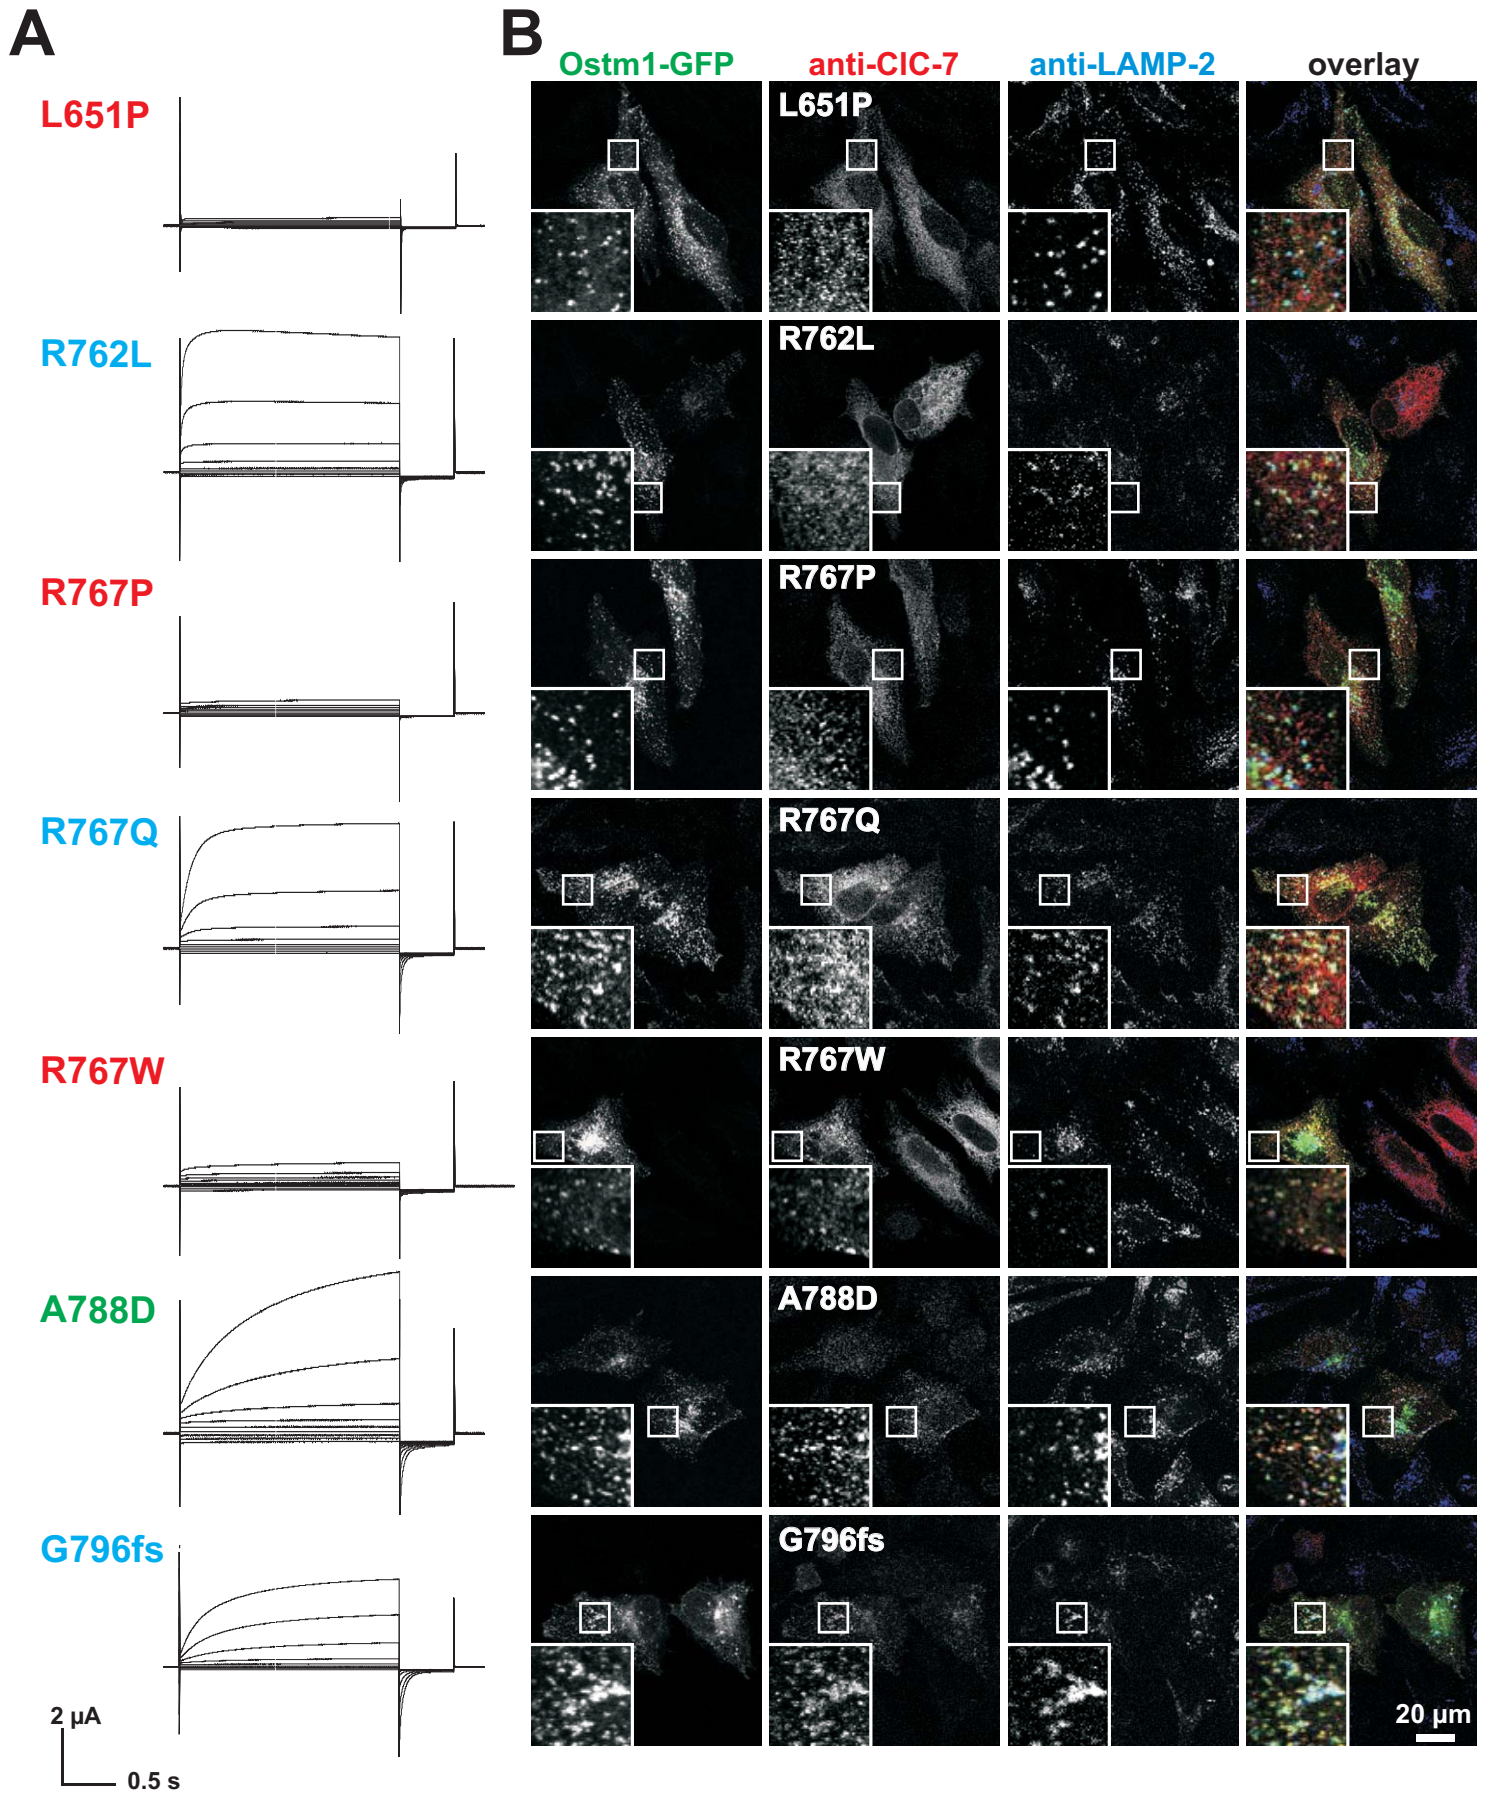 A
B
Ostm1-GFP anti-ClC-7 anti-LAMP-2 overlay
L651P
L651P
R762L
R762L
R767P
R767P
R767Q
R767Q
R767W
R767W
A788D
A788D
G796fs
G796fs
2 µA
0.5 s
20 µm